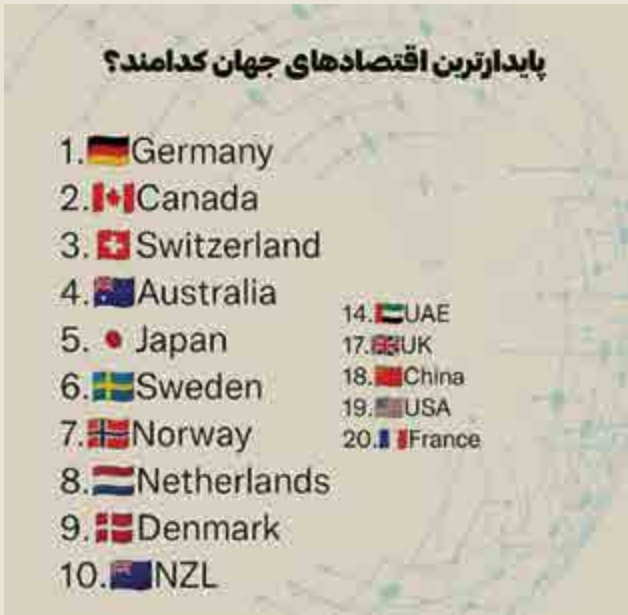 پایدارترین اقتصادهای جهان کدامند؟
1.🇩🇪Germany
2.🇨🇦Canada
3.🇨🇭Switzerland
4.🇦🇺Australia
5.🇯🇵Japan
6.🇸🇪Sweden
7.🇳🇴Norway
8.🇳🇱Netherlands
9.🇩🇰Denmark
10.🇳🇿NZL
14.🇦🇪UAE
17.🇬🇧UK
18.🇨🇳China
19.🇺🇸USA
20.🇫🇷France